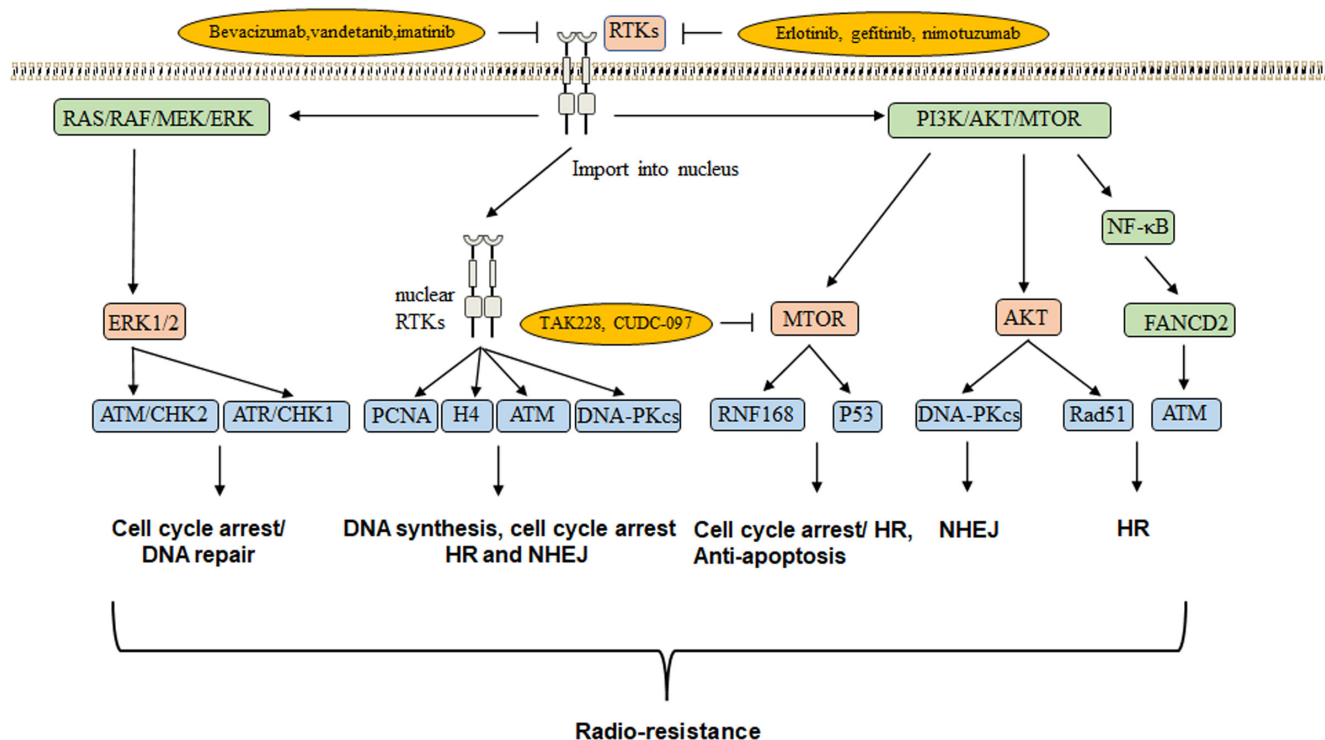 Bevacizumab,vandetanib,imatinib
RTKs
Erlotinib, gefitinib, nimotuzumab
RAS/RAF/MEK/ERK
PI3K/AKT/MTOR
Import into nucleus
NF-κB
nuclear
RTKs
ERK1/2
TAK228, CUDC-097
MTOR
AKT
FANCD2
ATM/CHK2
ATR/CHK1
PCNA
H4
ATM
DNA-PKcs
RNF168
P53
DNA-PKcs
Rad51
ATM
Cell cycle arrest/
DNA repair
DNA synthesis, cell cycle arrest
HR and NHEJ
Cell cycle arrest/ HR,
Anti-apoptosis
NHEJ
HR
Radio-resistance